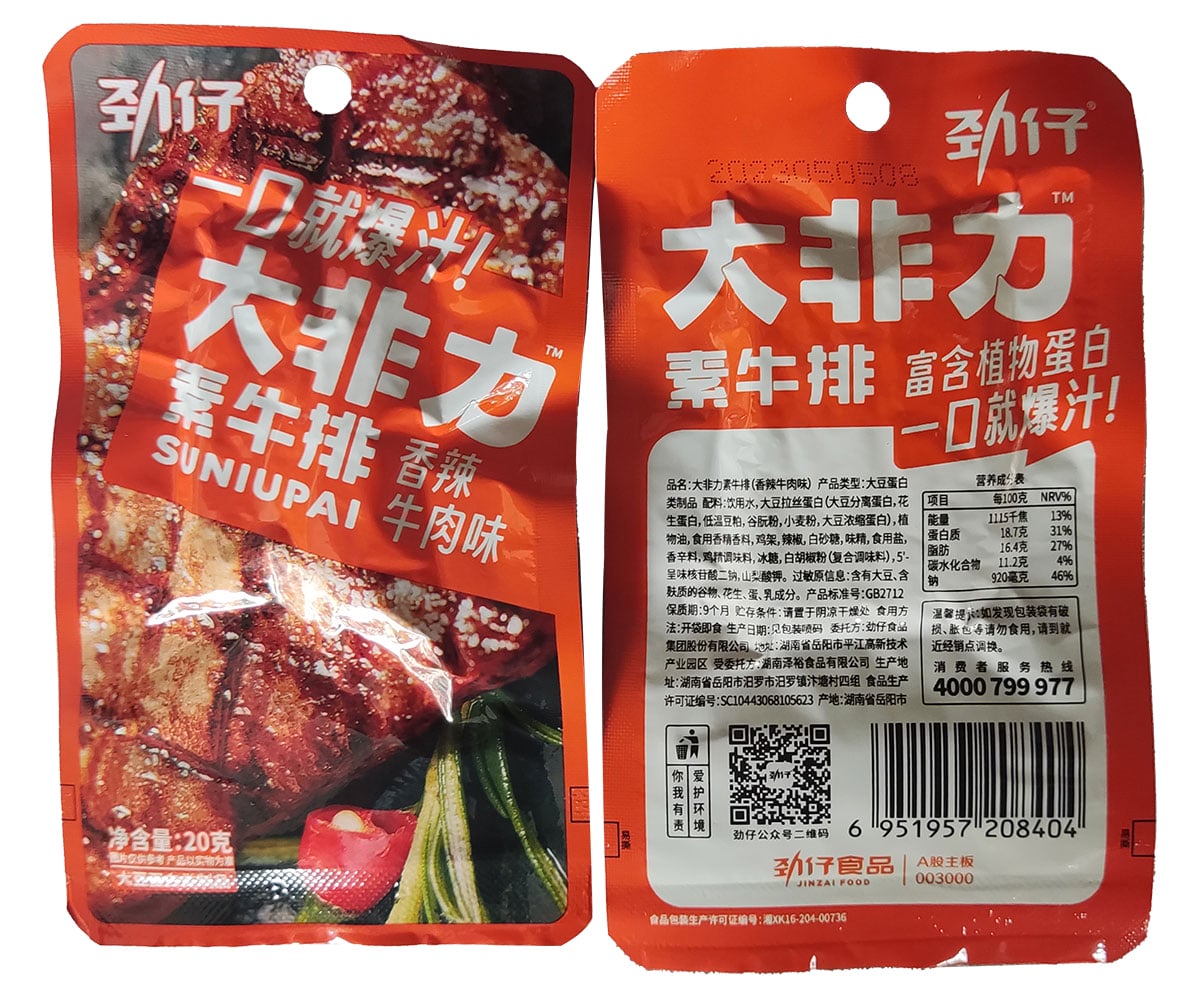 劲仔®
一口就爆汁!
大非力™
素牛排
SUNIUPAI
香辣
牛肉味
净含量:20克
图片仅供参考 产品以实物为准
劲仔®
大非力™
素牛排
富含植物蛋白
一口就爆汁!
品名:大非力素牛排(香辣牛肉味) 产品类型:大豆蛋白
类制品 配料:饮用水,大豆拉丝蛋白(大豆分离蛋白,花
生蛋白,低温豆粕,谷朊粉,小麦粉,大豆浓缩蛋白),植
物油,食用香精香料,鸡架,辣椒,白砂糖,味精,食用盐,
香辛料,鸡精调味料,冰糖,白胡椒粉(复合调味料),5'-
呈味核苷酸二钠,山梨酸钾。过敏原信息:含有大豆、含
麸质的谷物、花生、蛋、乳成分。产品标准号:GB2712
保质期:9个月 贮存条件:请置于阴凉干燥处 食用方
法:开袋即食 生产日期:见包装喷码 委托方:劲仔食品
集团股份有限公司 地址:湖南省岳阳市平江高新技术
产业园区 受委托方:湖南泽裕食品有限公司 生产地
址:湖南省岳阳市汨罗市汨罗镇汴塘村四组 食品生产
许可证编号:SC10443068105623 产地:湖南省岳阳市
营养成分表
项目 每100克 NRV%
能量 1115千焦 13%
蛋白质 18.7克 31%
脂肪 16.4克 27%
碳水化合物 11.2克 4%
钠 920毫克 46%
温馨提示:如发现包装袋有破
损、胀包等请勿食用,请到就
近经销点调换。
消费者服务热线
4000 799 977
爱护环境
你我有责
劲仔
劲仔公众号二维码
6 951957 208404
易撕
易撕
劲仔食品
JINZAI FOOD
A股主板
003000
食品包装生产许可证编号:湘XK16-204-00736